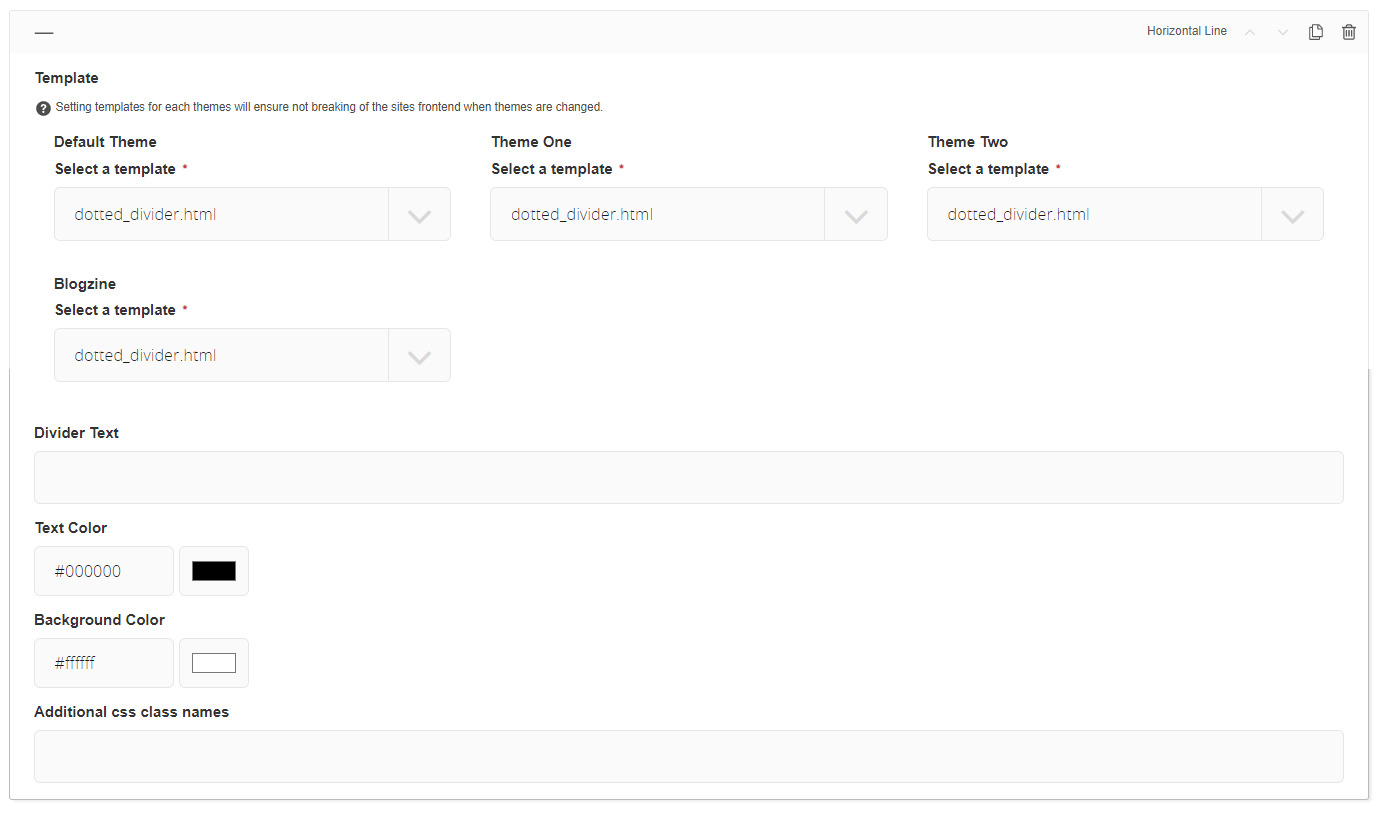 Horizontal Line
Template
Setting templates for each themes will ensure not breaking of the sites frontend when themes are changed.
Default Theme
Theme One
Theme Two
Select a template *
Select a template *
Select a template *
dotted_divider.html
dotted_divider.html
dotted_divider.html
Blogzine
Select a template *
dotted_divider.html
Divider Text
Text Color
#000000
Background Color
#ffffff
Additional css class names